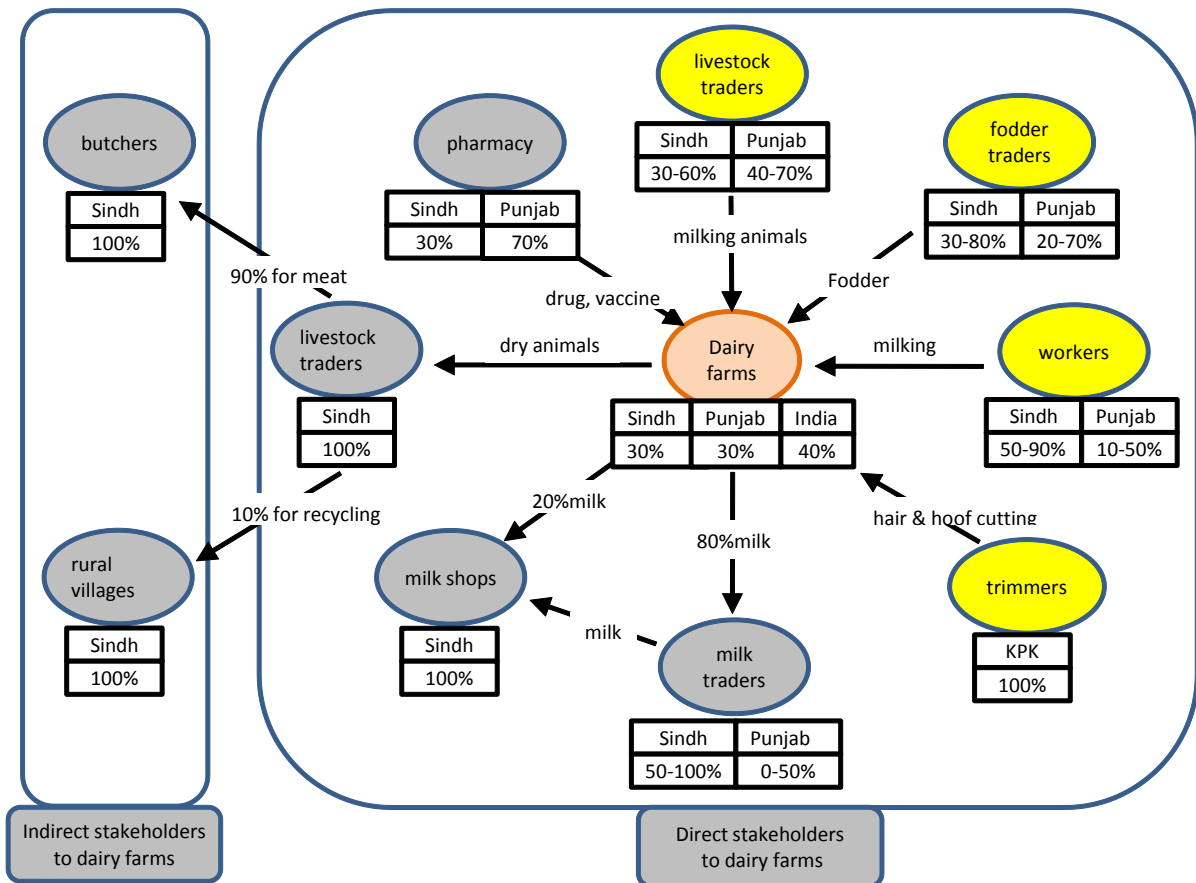 livestock
traders
Sindh Punjab
30-60% 40-70%
butchers
Sindh
100%
pharmacy
Sindh Punjab
30% 70%
fodder
traders
Sindh Punjab
30-80% 20-70%
milking animals
90% for meat
drug, vaccine
Fodder
livestock
traders
Sindh
100%
dry animals
Dairy
farms
Sindh Punjab India
30% 30% 40%
milking
workers
Sindh Punjab
50-90% 10-50%
10% for recycling
20%milk
80%milk
hair & hoof cutting
rural
villages
Sindh
100%
milk shops
Sindh
100%
milk
milk
traders
Sindh Punjab
50-100% 0-50%
trimmers
KPK
100%
Indirect stakeholders
to dairy farms
Direct stakeholders
to dairy farms